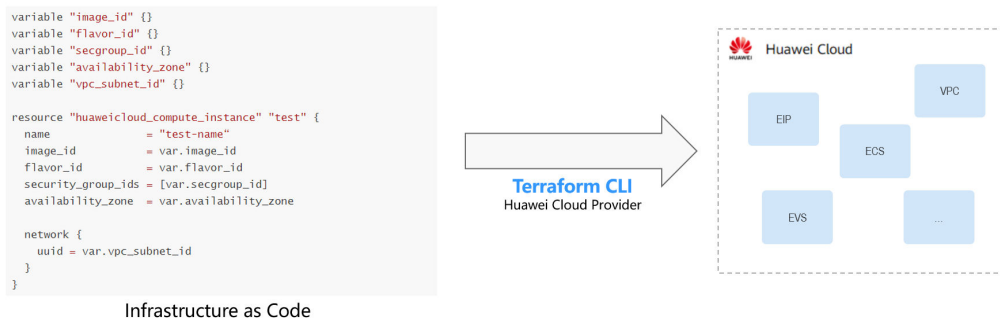 variable "image_id" {}
variable "flavor_id" {}
variable "secgroup_id" {}
variable "availability_zone" {}
variable "vpc_subnet_id" {}
resource "huaweicloud_compute_instance" "test" {
  name               = "test-name“
  image_id           = var.image_id
  flavor_id          = var.flavor_id
  security_group_ids = [var.secgroup_id]
  availability_zone  = var.availability_zone
  network {
    uuid = var.vpc_subnet_id
  }
}
Infrastructure as Code
Terraform CLI
Huawei Cloud Provider
HUAWEI
Huawei Cloud
VPC
EIP
ECS
EVS
...